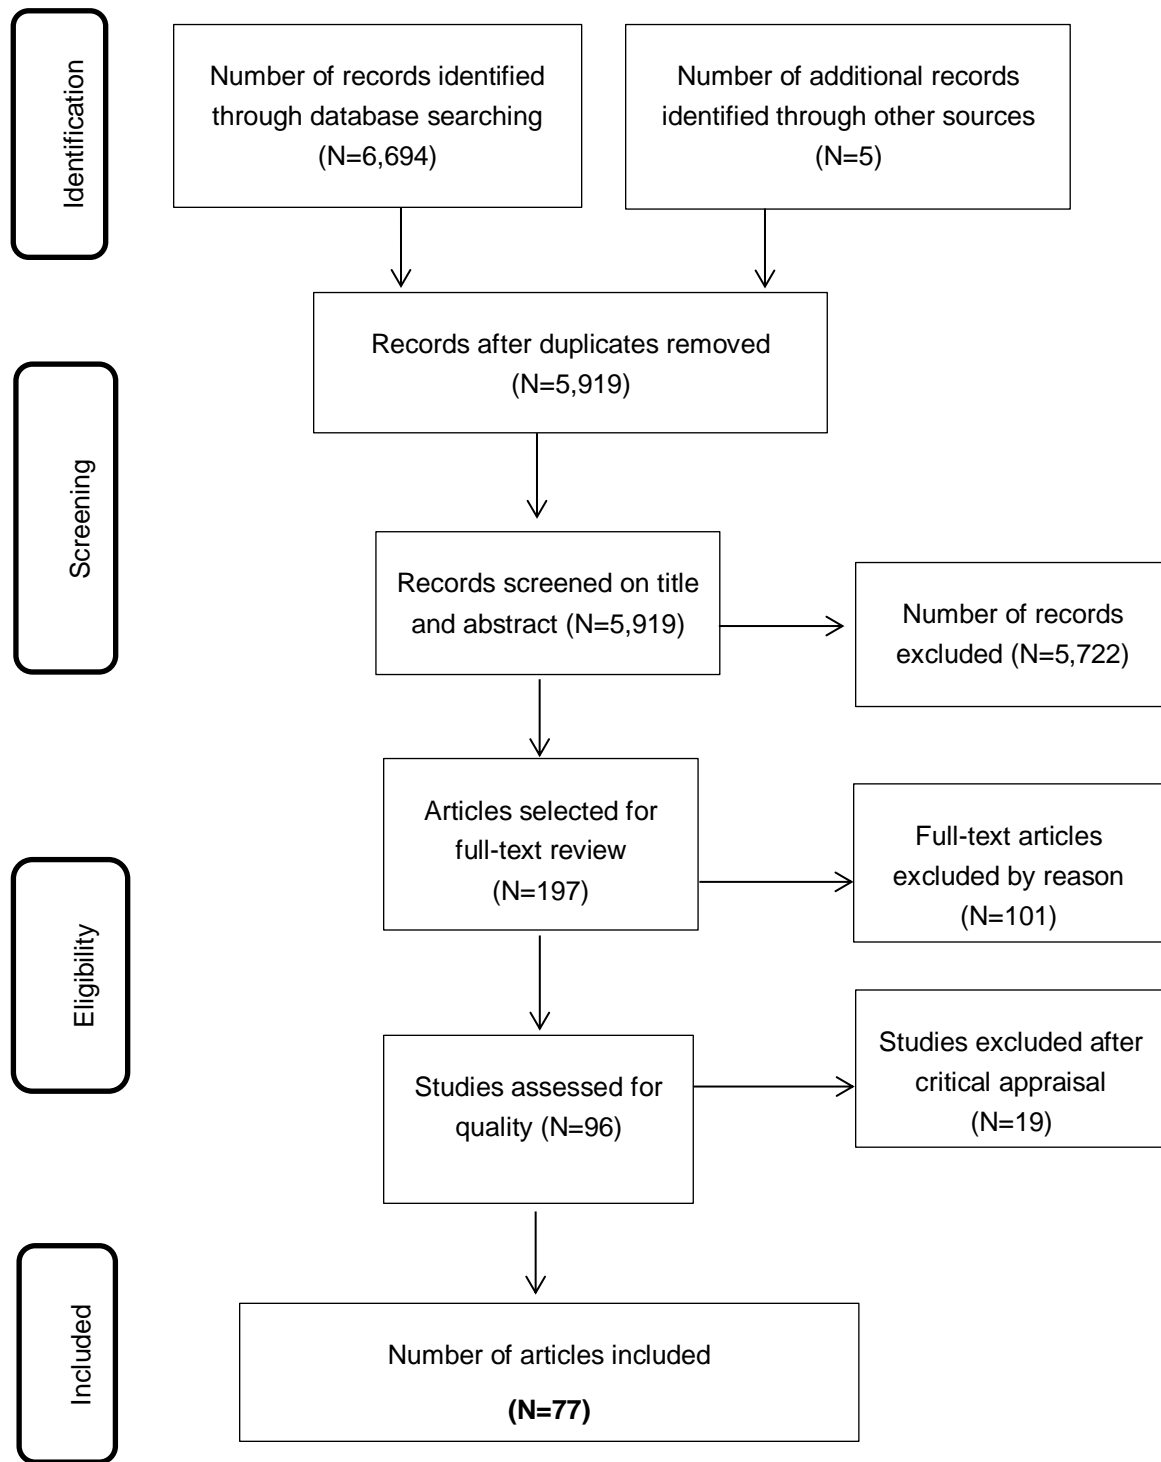 Identification
Number of records identified
through database searching
(N=6,694)
Number of additional records
identified through other sources
(N=5)
Records after duplicates removed
(N=5,919)
Screening
Records screened on title
and abstract (N=5,919)
Number of records
excluded (N=5,722)
Articles selected for
full-text review
(N=197)
Full-text articles
excluded by reason
(N=101)
Eligibility
Studies assessed for
quality (N=96)
Studies excluded after
critical appraisal
(N=19)
Included
Number of articles included
(N=77)